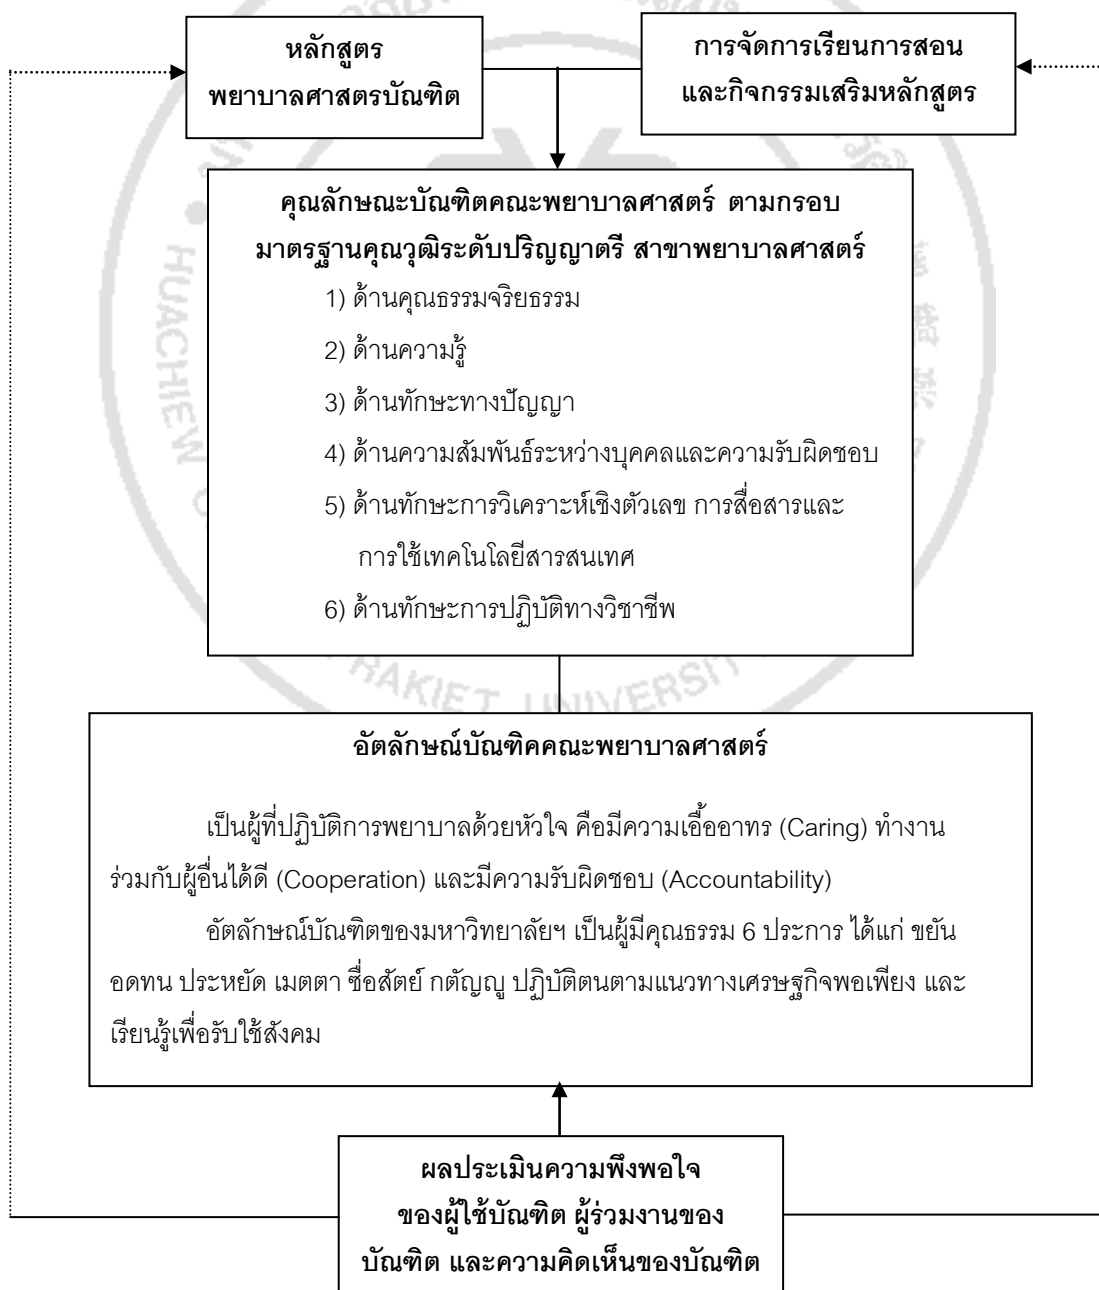 หลักสูตร
พยาบาลศาสตรบัณฑิต
การจัดการเรียนการสอน
และกิจกรรมเสริมหลักสูตร
คุณลักษณะบัณฑิตคณะพยาบาลศาสตร์ ตามกรอบ
มาตรฐานคุณวุฒิระดับปริญญาตรี สาขาพยาบาลศาสตร์
1) ด้านคุณธรรมจริยธรรม
2) ด้านความรู้
3) ด้านทักษะทางปัญญา
4) ด้านความสัมพันธ์ระหว่างบุคคลและความรับผิดชอบ
5) ด้านทักษะการวิเคราะห์เชิงตัวเลข การสื่อสารและ
การใช้เทคโนโลยีสารสนเทศ
6) ด้านทักษะการปฏิบัติทางวิชาชีพ
HUACHIEW
RAKIET UNIVERSIT
อัตลักษณ์บัณฑิคคณะพยาบาลศาสตร์
เป็นผู้ที่ปฏิบัติการพยาบาลด้วยหัวใจ คือมีความเอื้ออาทร (Caring) ทำงาน
ร่วมกับผู้อื่นได้ดี (Cooperation) และมีความรับผิดชอบ (Accountability)
อัตลักษณ์บัณฑิตของมหาวิทยาลัยฯ เป็นผู้มีคุณธรรม 6 ประการ ได้แก่ ขยัน
อดทน ประหยัด เมตตา ซื่อสัตย์ กตัญญู ปฏิบัติตนตามแนวทางเศรษฐกิจพอเพียง และ
เรียนรู้เพื่อรับใช้สังคม
ผลประเมินความพึงพอใจ
ของผู้ใช้บัณฑิต ผู้ร่วมงานของ
บัณฑิต และความคิดเห็นของบัณฑิต